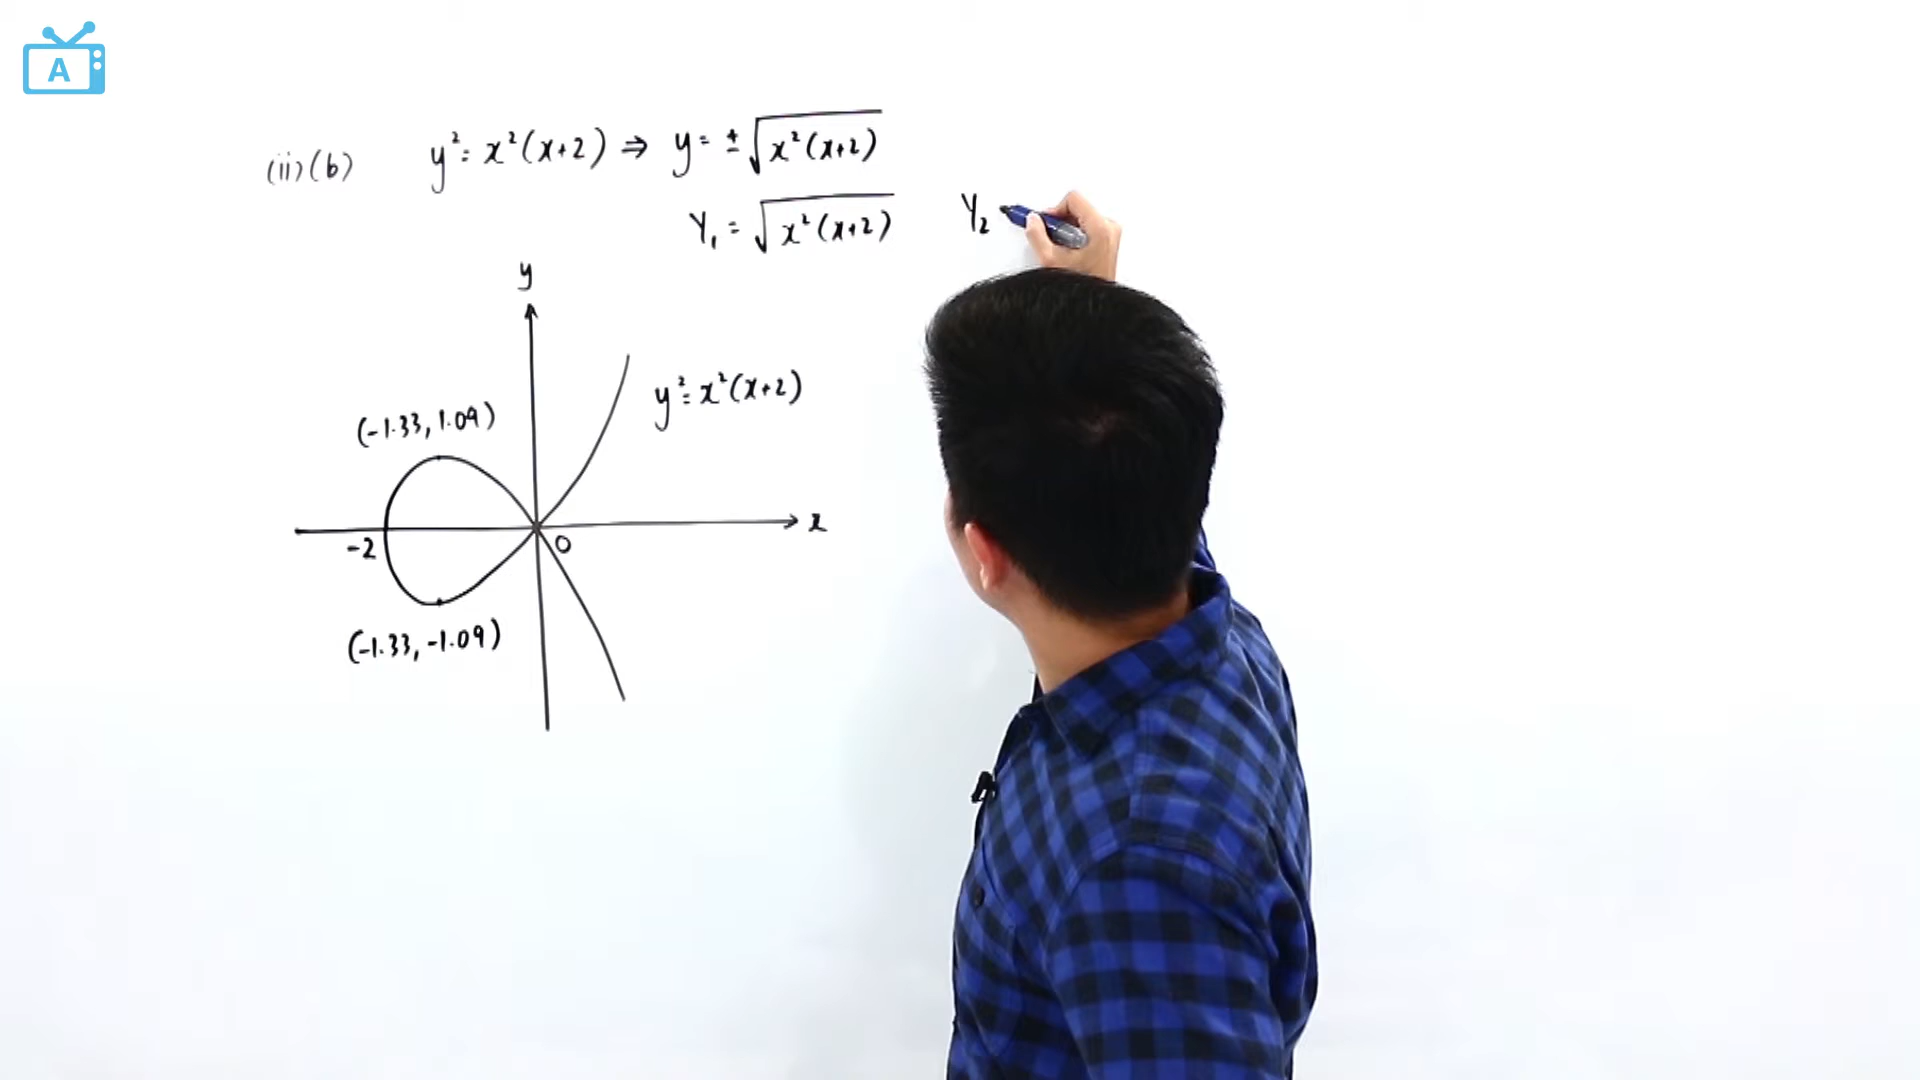 A
(ii)(b) y² = x²(x+2) ⇒ y = ±√x²(x+2)
Y₁ = √x²(x+2) Y₂
y
y² = x²(x+2)
(-1.33, 1.09)
x
-2 0
(-1.33, -1.09)